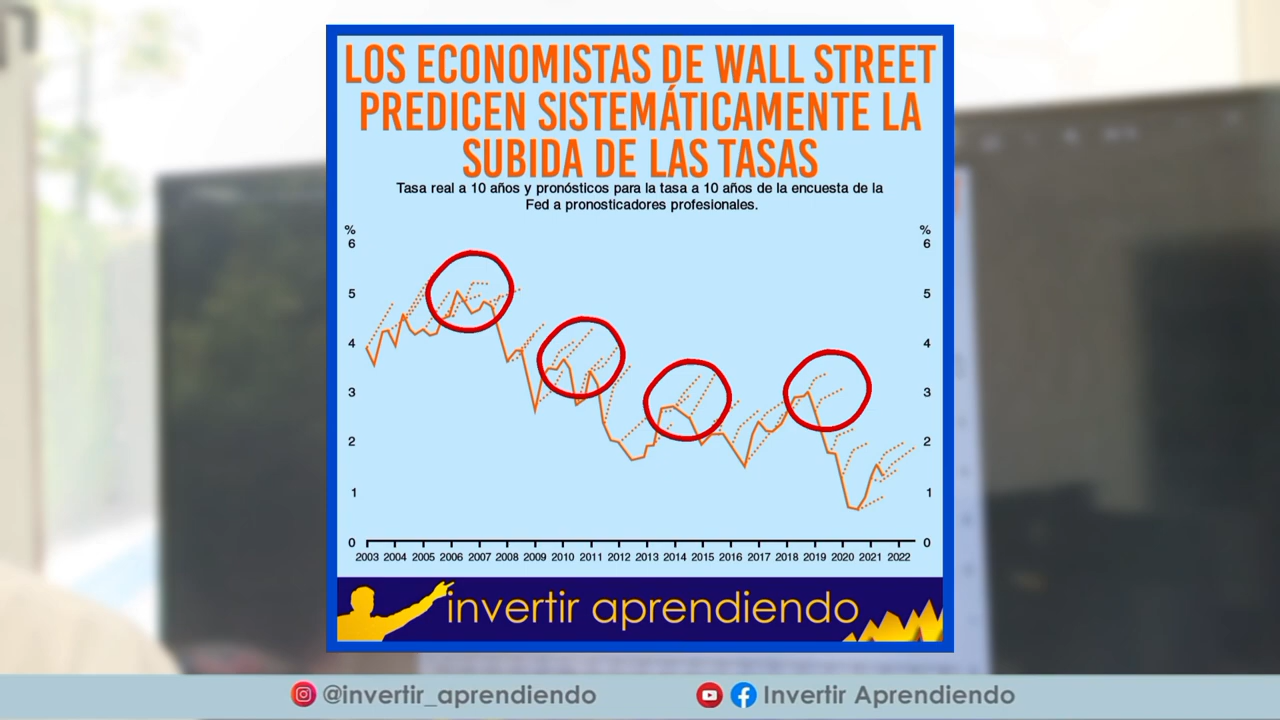 LOS ECONOMISTAS DE WALL STREET
PREDICEN SISTEMÁTICAMENTE LA
SUBIDA DE LAS TASAS
Tasa real a 10 años y pronósticos para la tasa a 10 años de la encuesta de la
Fed a pronosticadores profesionales.
% %
6 6
5 5
4 4
3 3
2 2
1 1
0 0
2003 2004 2005 2006 2007 2008 2009 2010 2011 2012 2013 2014 2015 2016 2017 2018 2019 2020 2021 2022
invertir aprendiendo
@invertir_aprendiendo Invertir Aprendiendo